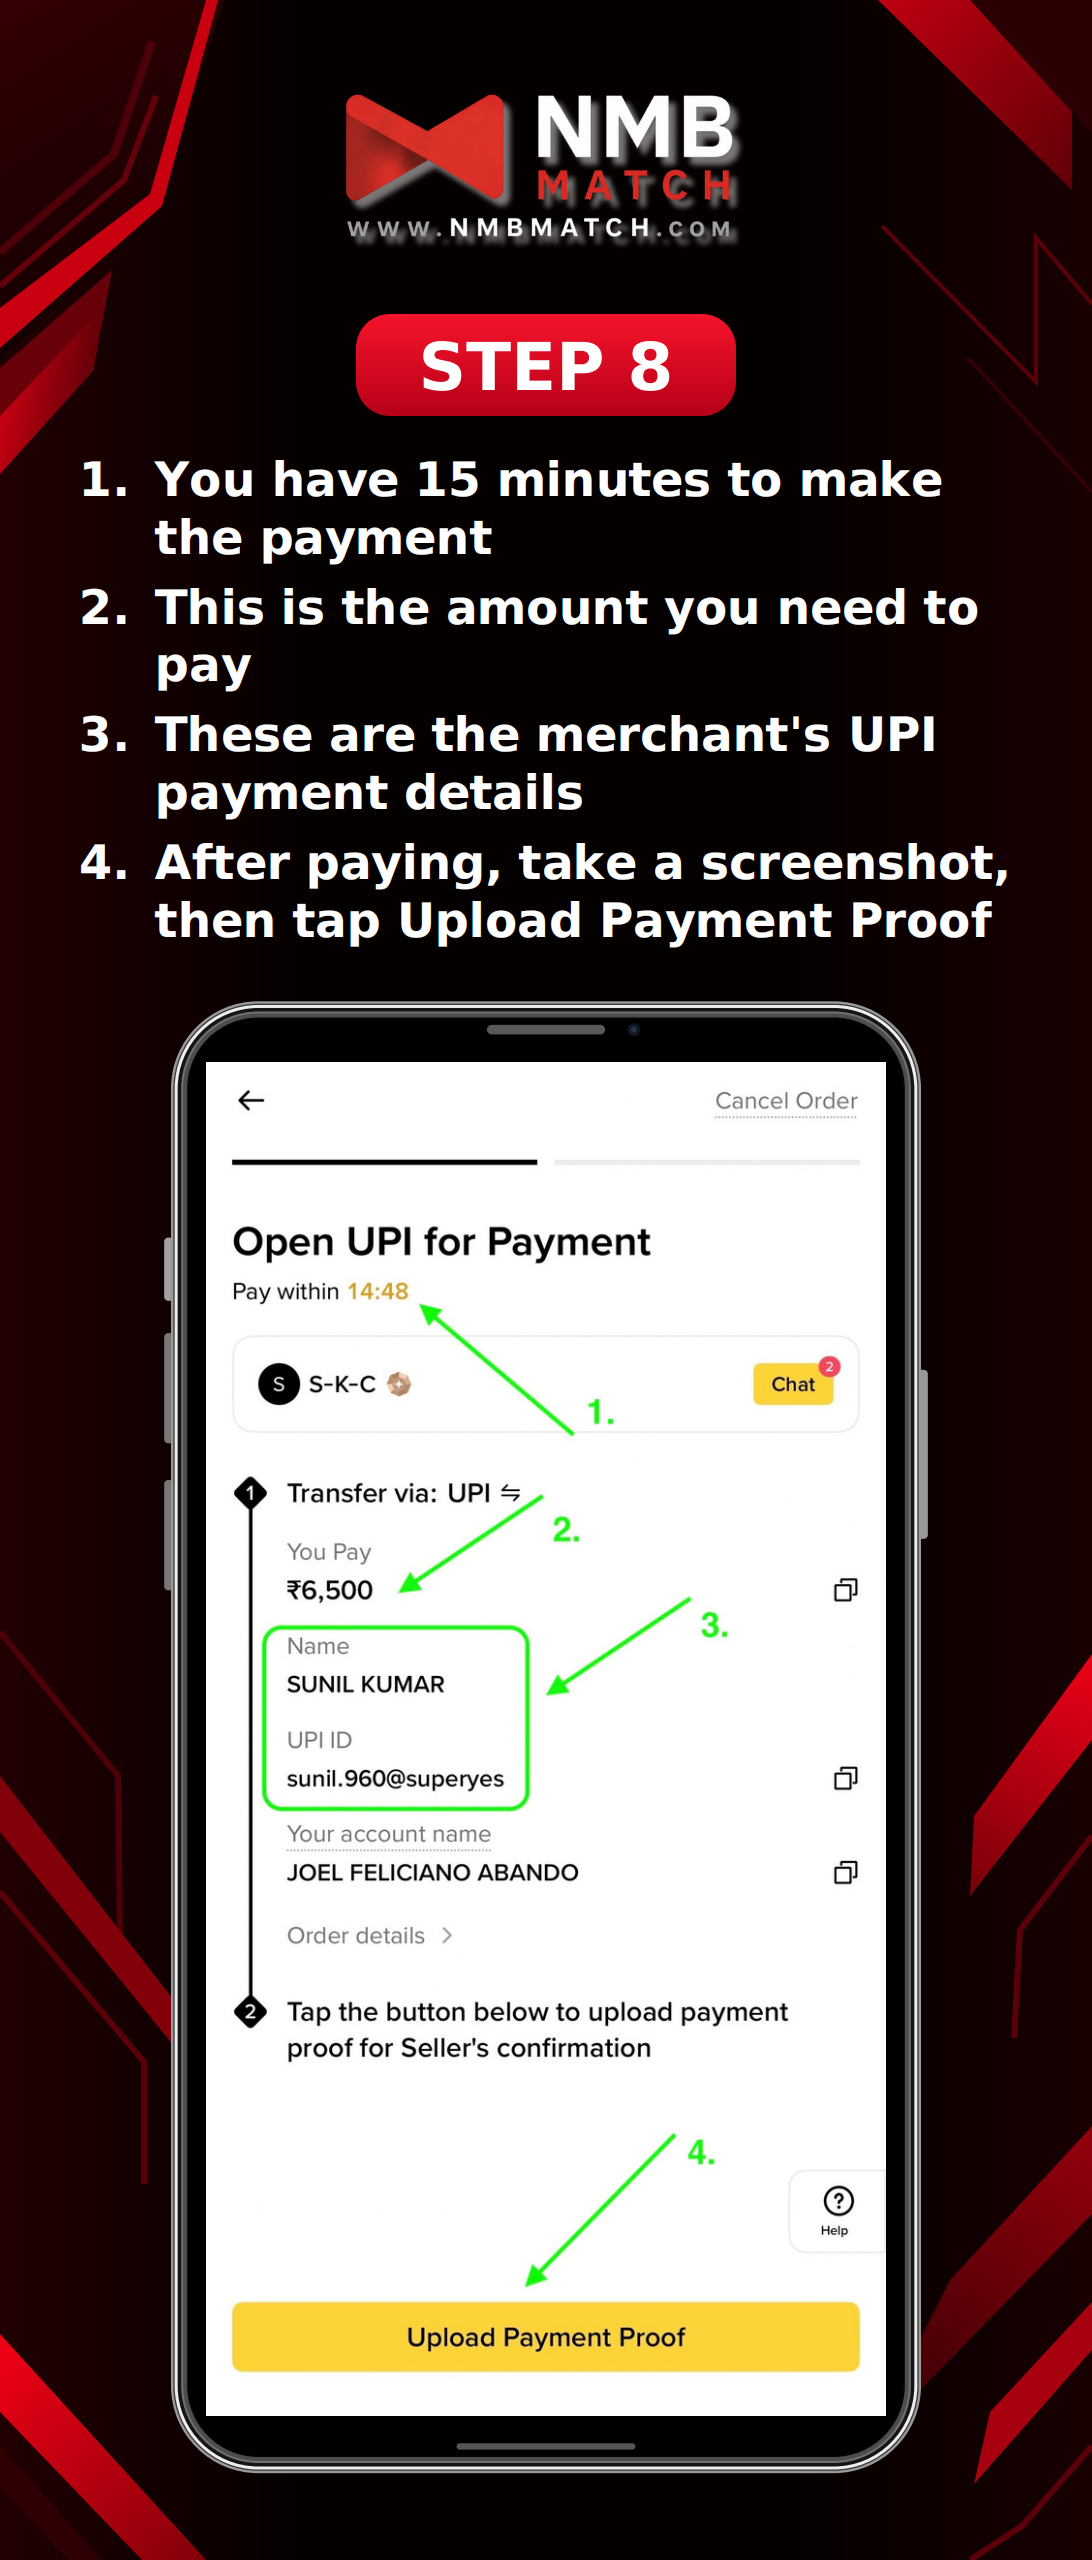 NMB
MATCH
www.NMBMATCH.COM
STEP 8
1. You have 15 minutes to make
the payment
2. This is the amount you need to
pay
3. These are the merchant's UPI
payment details
4. After paying, take a screenshot,
then tap Upload Payment Proof
Cancel Order
Open UPI for Payment
Pay within 14:48
S S-K-C
Chat 2
1.
1 Transfer via: UPI
2.
You Pay
₹6,500
3.
Name
SUNIL KUMAR
UPI ID
sunil.960@superyes
Your account name
JOEL FELICIANO ABANDO
Order details
2 Tap the button below to upload payment
proof for Seller's confirmation
4.
Help
Upload Payment Proof